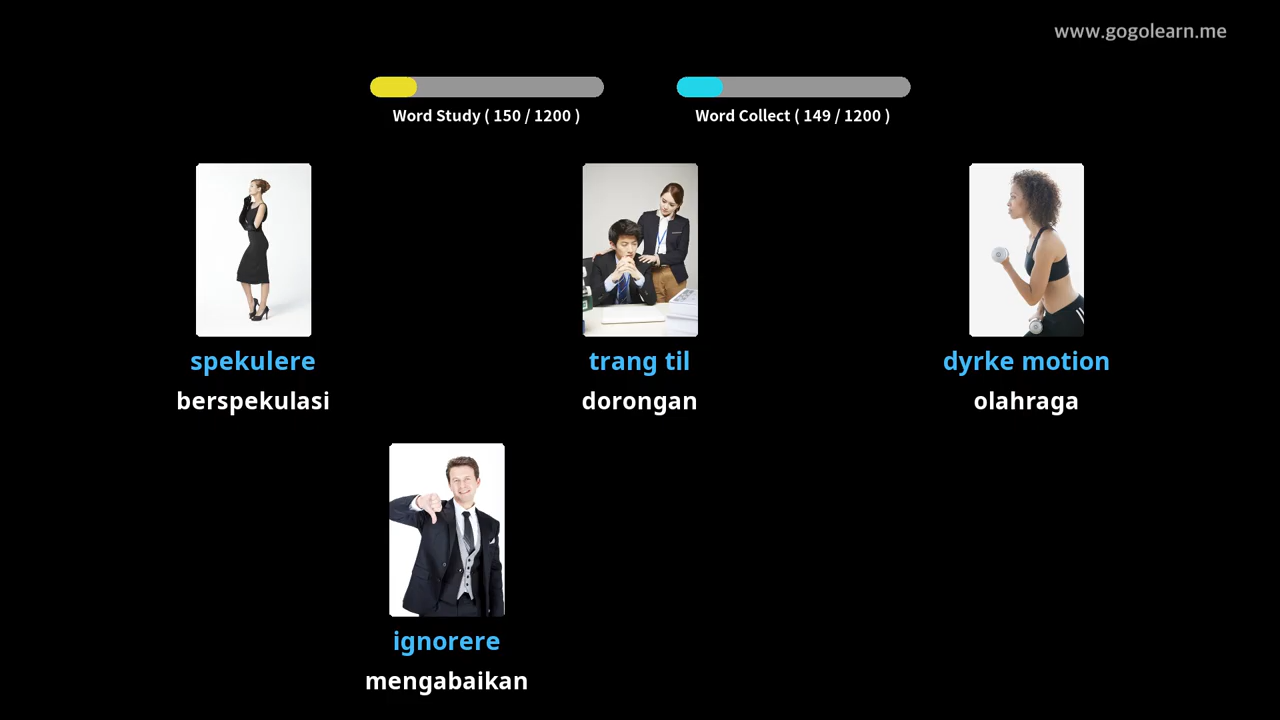 www.gogolearn.me
Word Study ( 150 / 1200 )
Word Collect ( 149 / 1200 )
spekulere
berspekulasi
trang til
dorongan
dyrke motion
olahraga
ignorere
mengabaikan